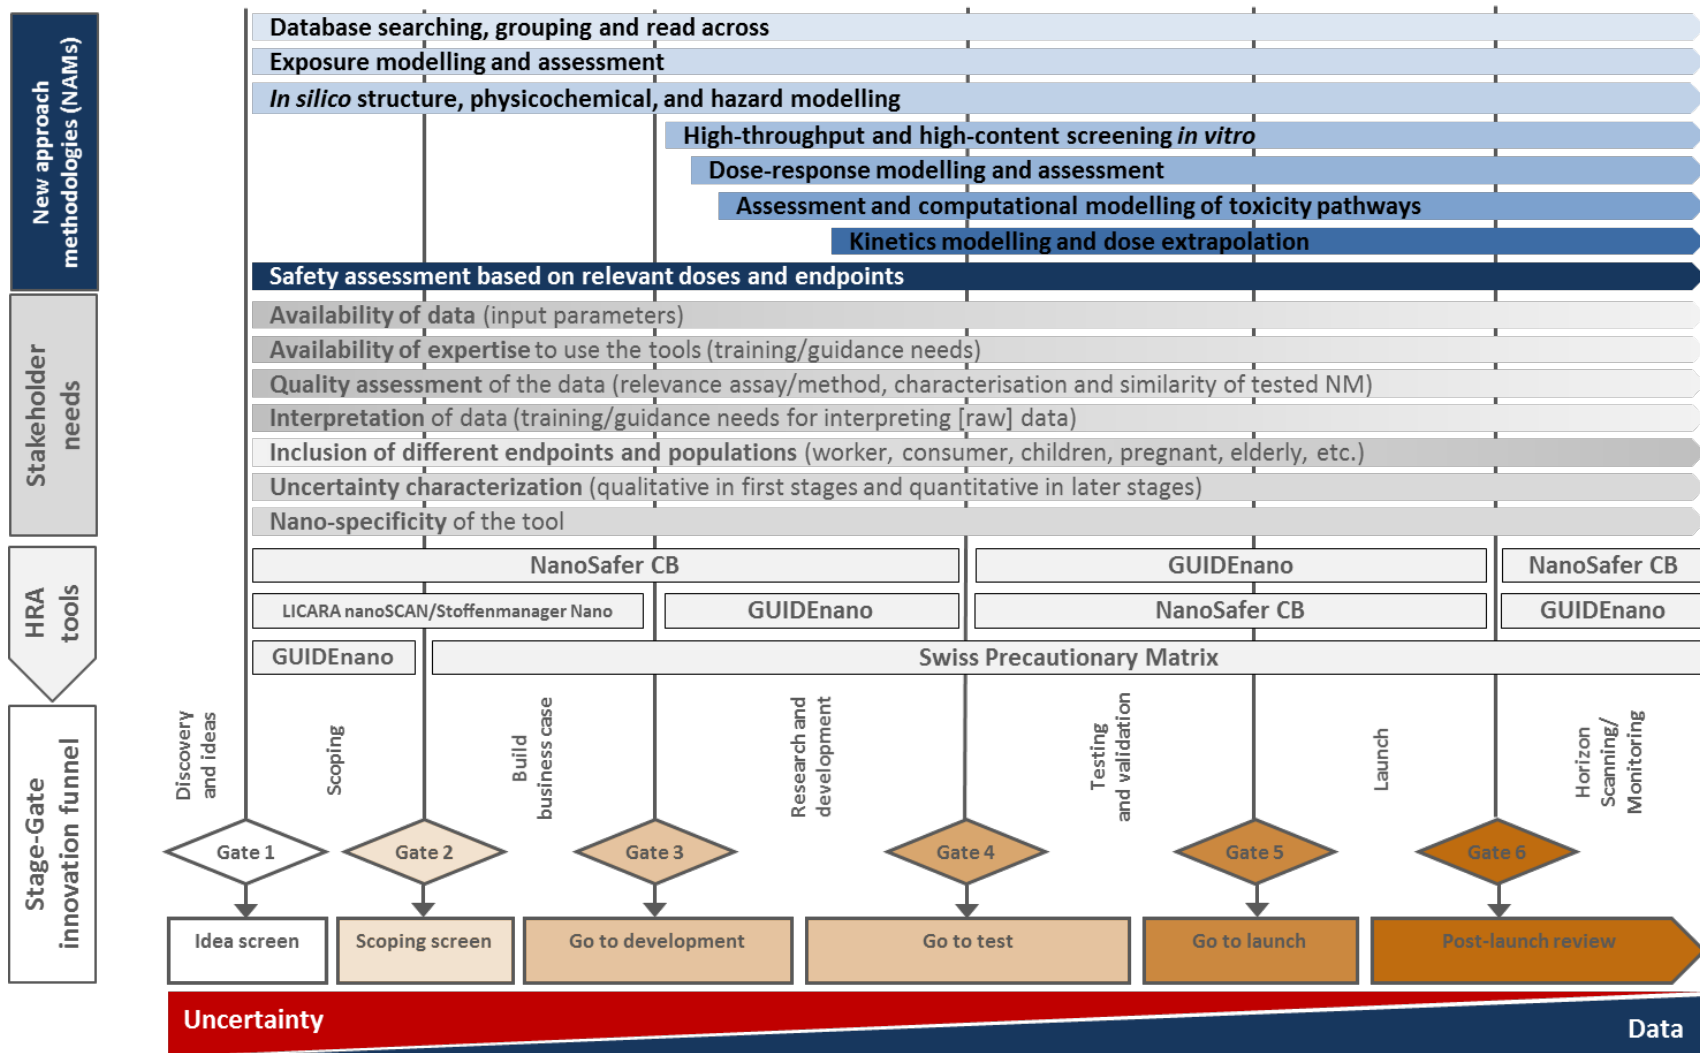 New approach
methodologies (NAMs)
Database searching, grouping and read across
Exposure modelling and assessment
In silico structure, physicochemical, and hazard modelling
High-throughput and high-content screening in vitro
Dose-response modelling and assessment
Assessment and computational modelling of toxicity pathways
Kinetics modelling and dose extrapolation
Safety assessment based on relevant doses and endpoints
Stakeholder
needs
Availability of data (input parameters)
Availability of expertise to use the tools (training/guidance needs)
Quality assessment of the data (relevance assay/method, characterisation and similarity of tested NM)
Interpretation of data (training/guidance needs for interpreting [raw] data)
Inclusion of different endpoints and populations (worker, consumer, children, pregnant, elderly, etc.)
Uncertainty characterization (qualitative in first stages and quantitative in later stages)
Nano-specificity of the tool
HRA
tools
NanoSafer CB
GUIDEnano
NanoSafer CB
LICARA nanoSCAN/Stoffenmanager Nano
GUIDEnano
NanoSafer CB
GUIDEnano
GUIDEnano
Swiss Precautionary Matrix
Stage-Gate
innovation funnel
Discovery
and ideas
Scoping
Build
business case
Research and
development
Testing
and validation
Launch
Horizon
Scanning/
Monitoring
Gate 1
Gate 2
Gate 3
Gate 4
Gate 5
Gate 6
Idea screen
Scoping screen
Go to development
Go to test
Go to launch
Post-launch review
Uncertainty
Data